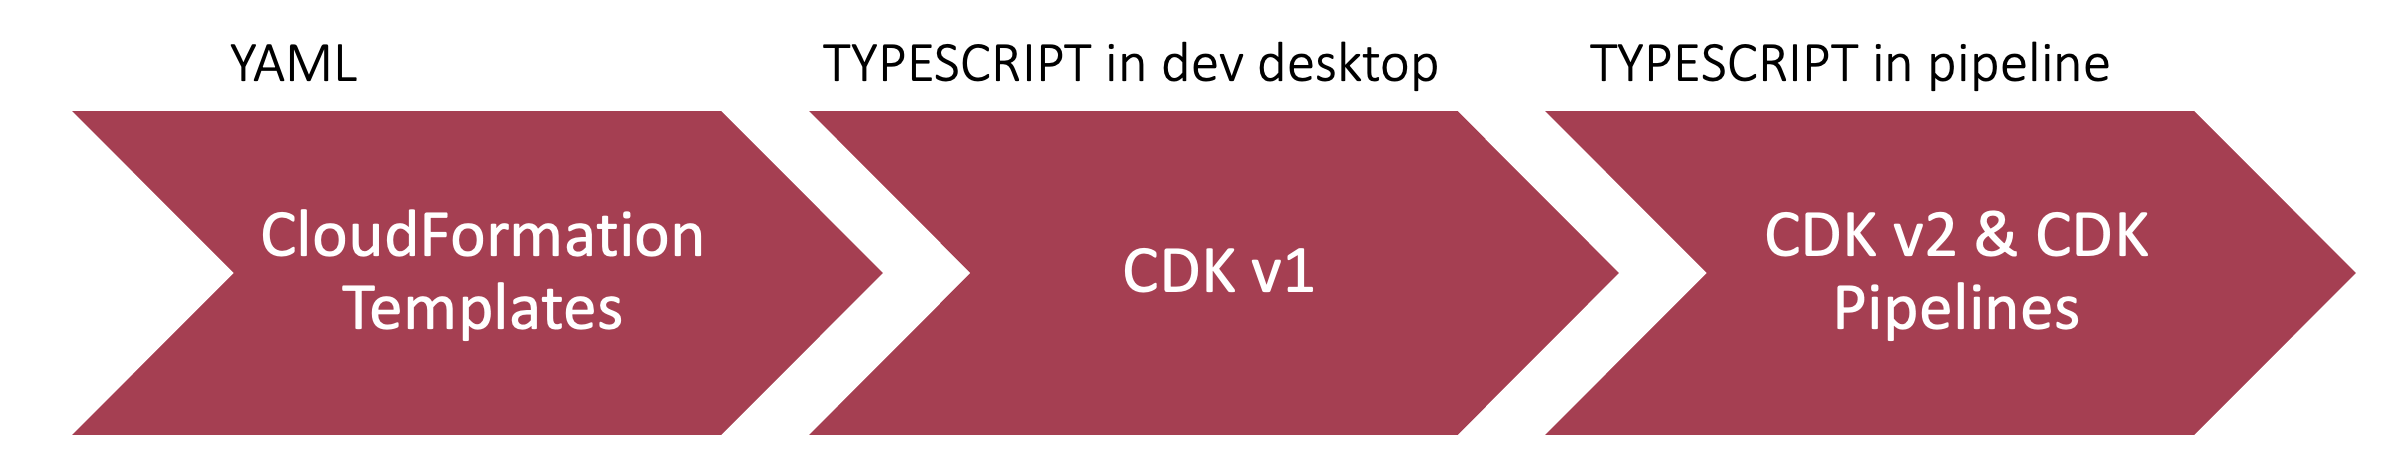 YAML
TYPESCRIPT in dev desktop
TYPESCRIPT in pipeline
CloudFormation
Templates
CDK v1
CDK v2 & CDK
Pipelines